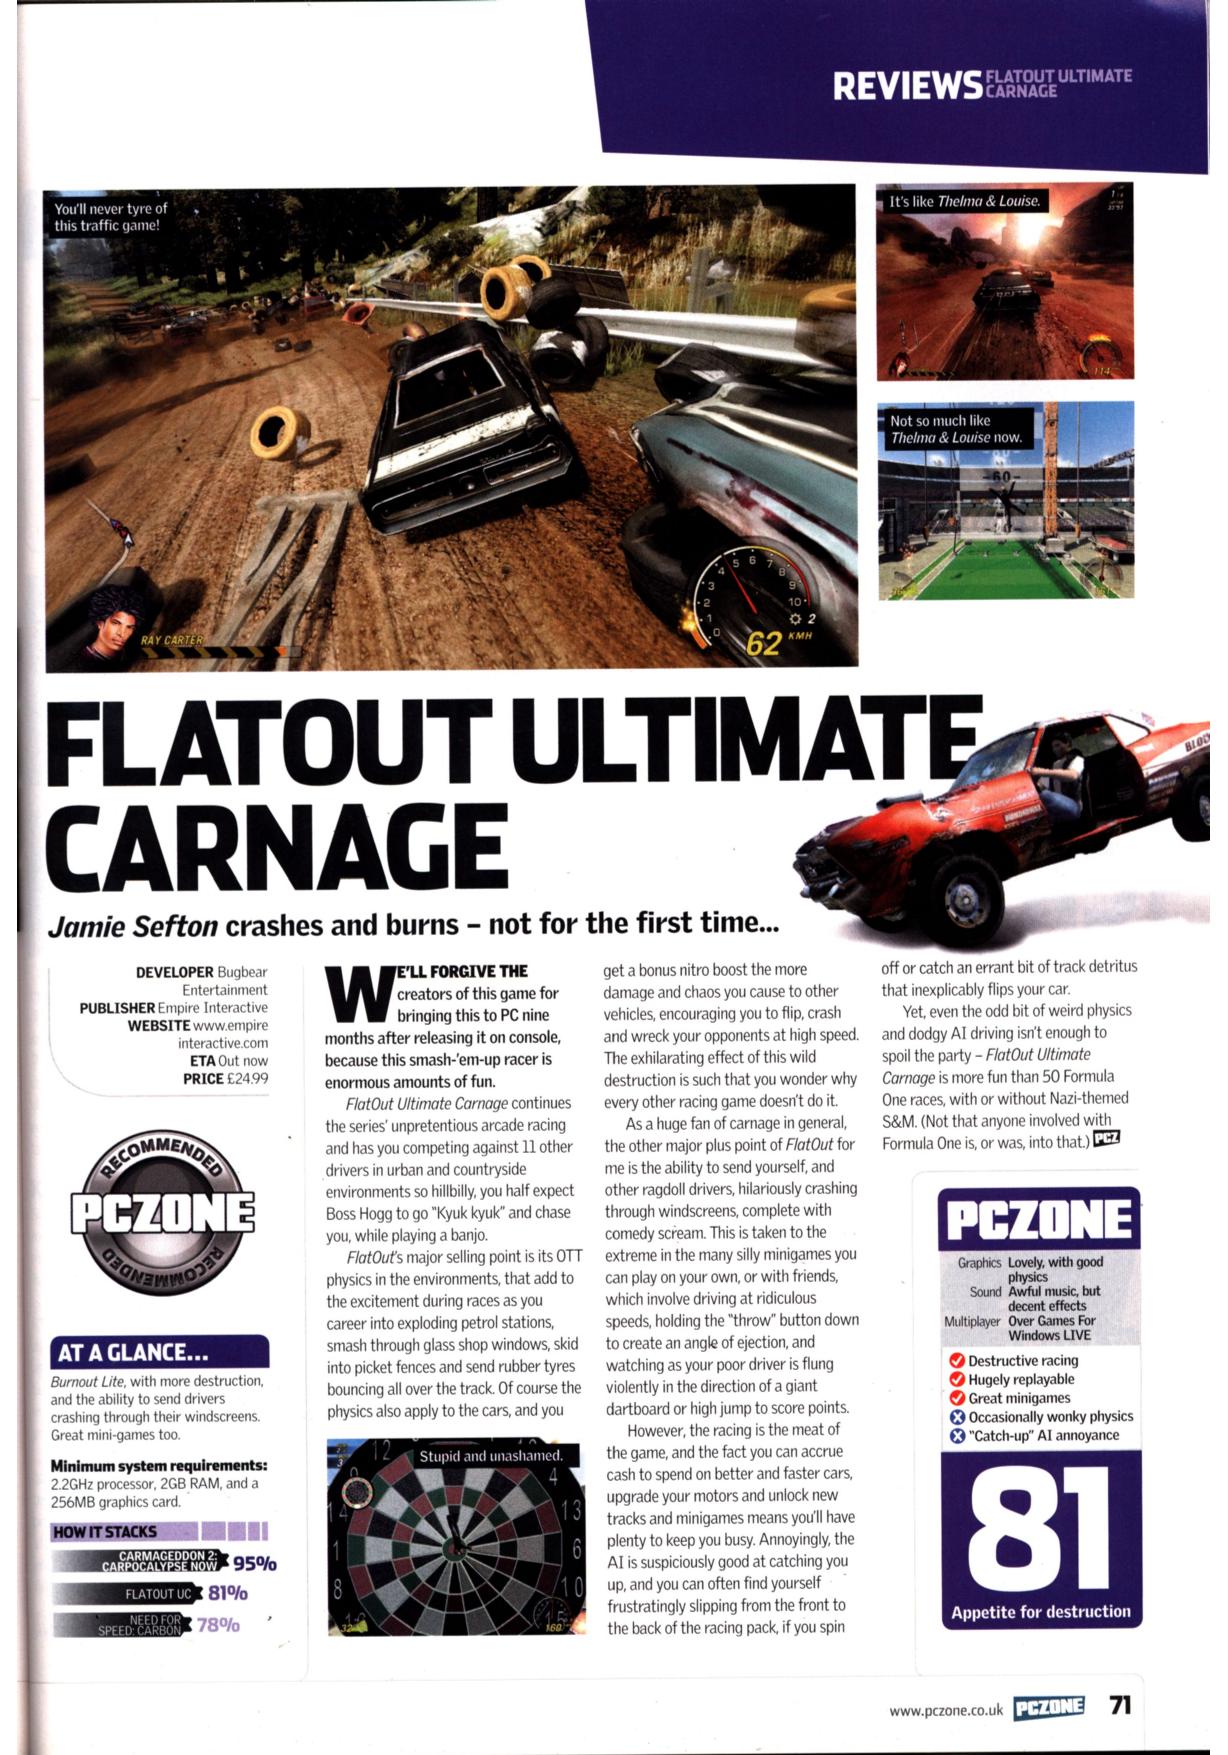 REVIEWS FLATOUT ULTIMATE
CARNAGE
You'll never tyre of
this traffic game!
RAY CARTER
0
1
2
3
4
5
6
7
8
9
10
2
62 KMH
It's like Thelma & Louise.
114
Not so much like
Thelma & Louise now.
-60-
FLATOUT ULTIMATE
CARNAGE
Jamie Sefton crashes and burns – not for the first time...
DEVELOPER Bugbear
Entertainment
PUBLISHER Empire Interactive
WEBSITE www.empire
interactive.com
ETA Out now
PRICE £24.99
RECOMMENDED
PCZONE
RECOMMENDED
AT A GLANCE...
Burnout Lite, with more destruction,
and the ability to send drivers
crashing through their windscreens.
Great mini-games too.
Minimum system requirements:
2.2GHz processor, 2GB RAM, and a
256MB graphics card.
HOW IT STACKS
CARMAGEDDON 2:
CARPOCALYPSE NOW 95%
FLATOUT UC 81%
NEED FOR
SPEED: CARBON 78%
WE'LL FORGIVE THE
creators of this game for
bringing this to PC nine
months after releasing it on console,
because this smash-'em-up racer is
enormous amounts of fun.
FlatOut Ultimate Carnage continues
the series' unpretentious arcade racing
and has you competing against 11 other
drivers in urban and countryside
environments so hillbilly, you half expect
Boss Hogg to go "Kyuk kyuk" and chase
you, while playing a banjo.
FlatOut's major selling point is its OTT
physics in the environments, that add to
the excitement during races as you
career into exploding petrol stations,
smash through glass shop windows, skid
into picket fences and send rubber tyres
bouncing all over the track. Of course the
physics also apply to the cars, and you
Stupid and unashamed.
12
4
13
6
10
15
14
1
8
160
get a bonus nitro boost the more
damage and chaos you cause to other
vehicles, encouraging you to flip, crash
and wreck your opponents at high speed.
The exhilarating effect of this wild
destruction is such that you wonder why
every other racing game doesn't do it.
As a huge fan of carnage in general,
the other major plus point of FlatOut for
me is the ability to send yourself, and
other ragdoll drivers, hilariously crashing
through windscreens, complete with
comedy scream. This is taken to the
extreme in the many silly minigames you
can play on your own, or with friends,
which involve driving at ridiculous
speeds, holding the "throw" button down
to create an angle of ejection, and
watching as your poor driver is flung
violently in the direction of a giant
dartboard or high jump to score points.
However, the racing is the meat of
the game, and the fact you can accrue
cash to spend on better and faster cars,
upgrade your motors and unlock new
tracks and minigames means you'll have
plenty to keep you busy. Annoyingly, the
AI is suspiciously good at catching you
up, and you can often find yourself
frustratingly slipping from the front to
the back of the racing pack, if you spin
off or catch an errant bit of track detritus
that inexplicably flips your car.
Yet, even the odd bit of weird physics
and dodgy AI driving isn't enough to
spoil the party – FlatOut Ultimate
Carnage is more fun than 50 Formula
One races, with or without Nazi-themed
S&M. (Not that anyone involved with
Formula One is, or was, into that.) PCZ
PCZONE
Graphics Lovely, with good
physics
Sound Awful music, but
decent effects
Multiplayer Over Games For
Windows LIVE
Destructive racing
Hugely replayable
Great minigames
Occasionally wonky physics
"Catch-up" AI annoyance
81
Appetite for destruction
www.pczone.co.uk PCZONE 71